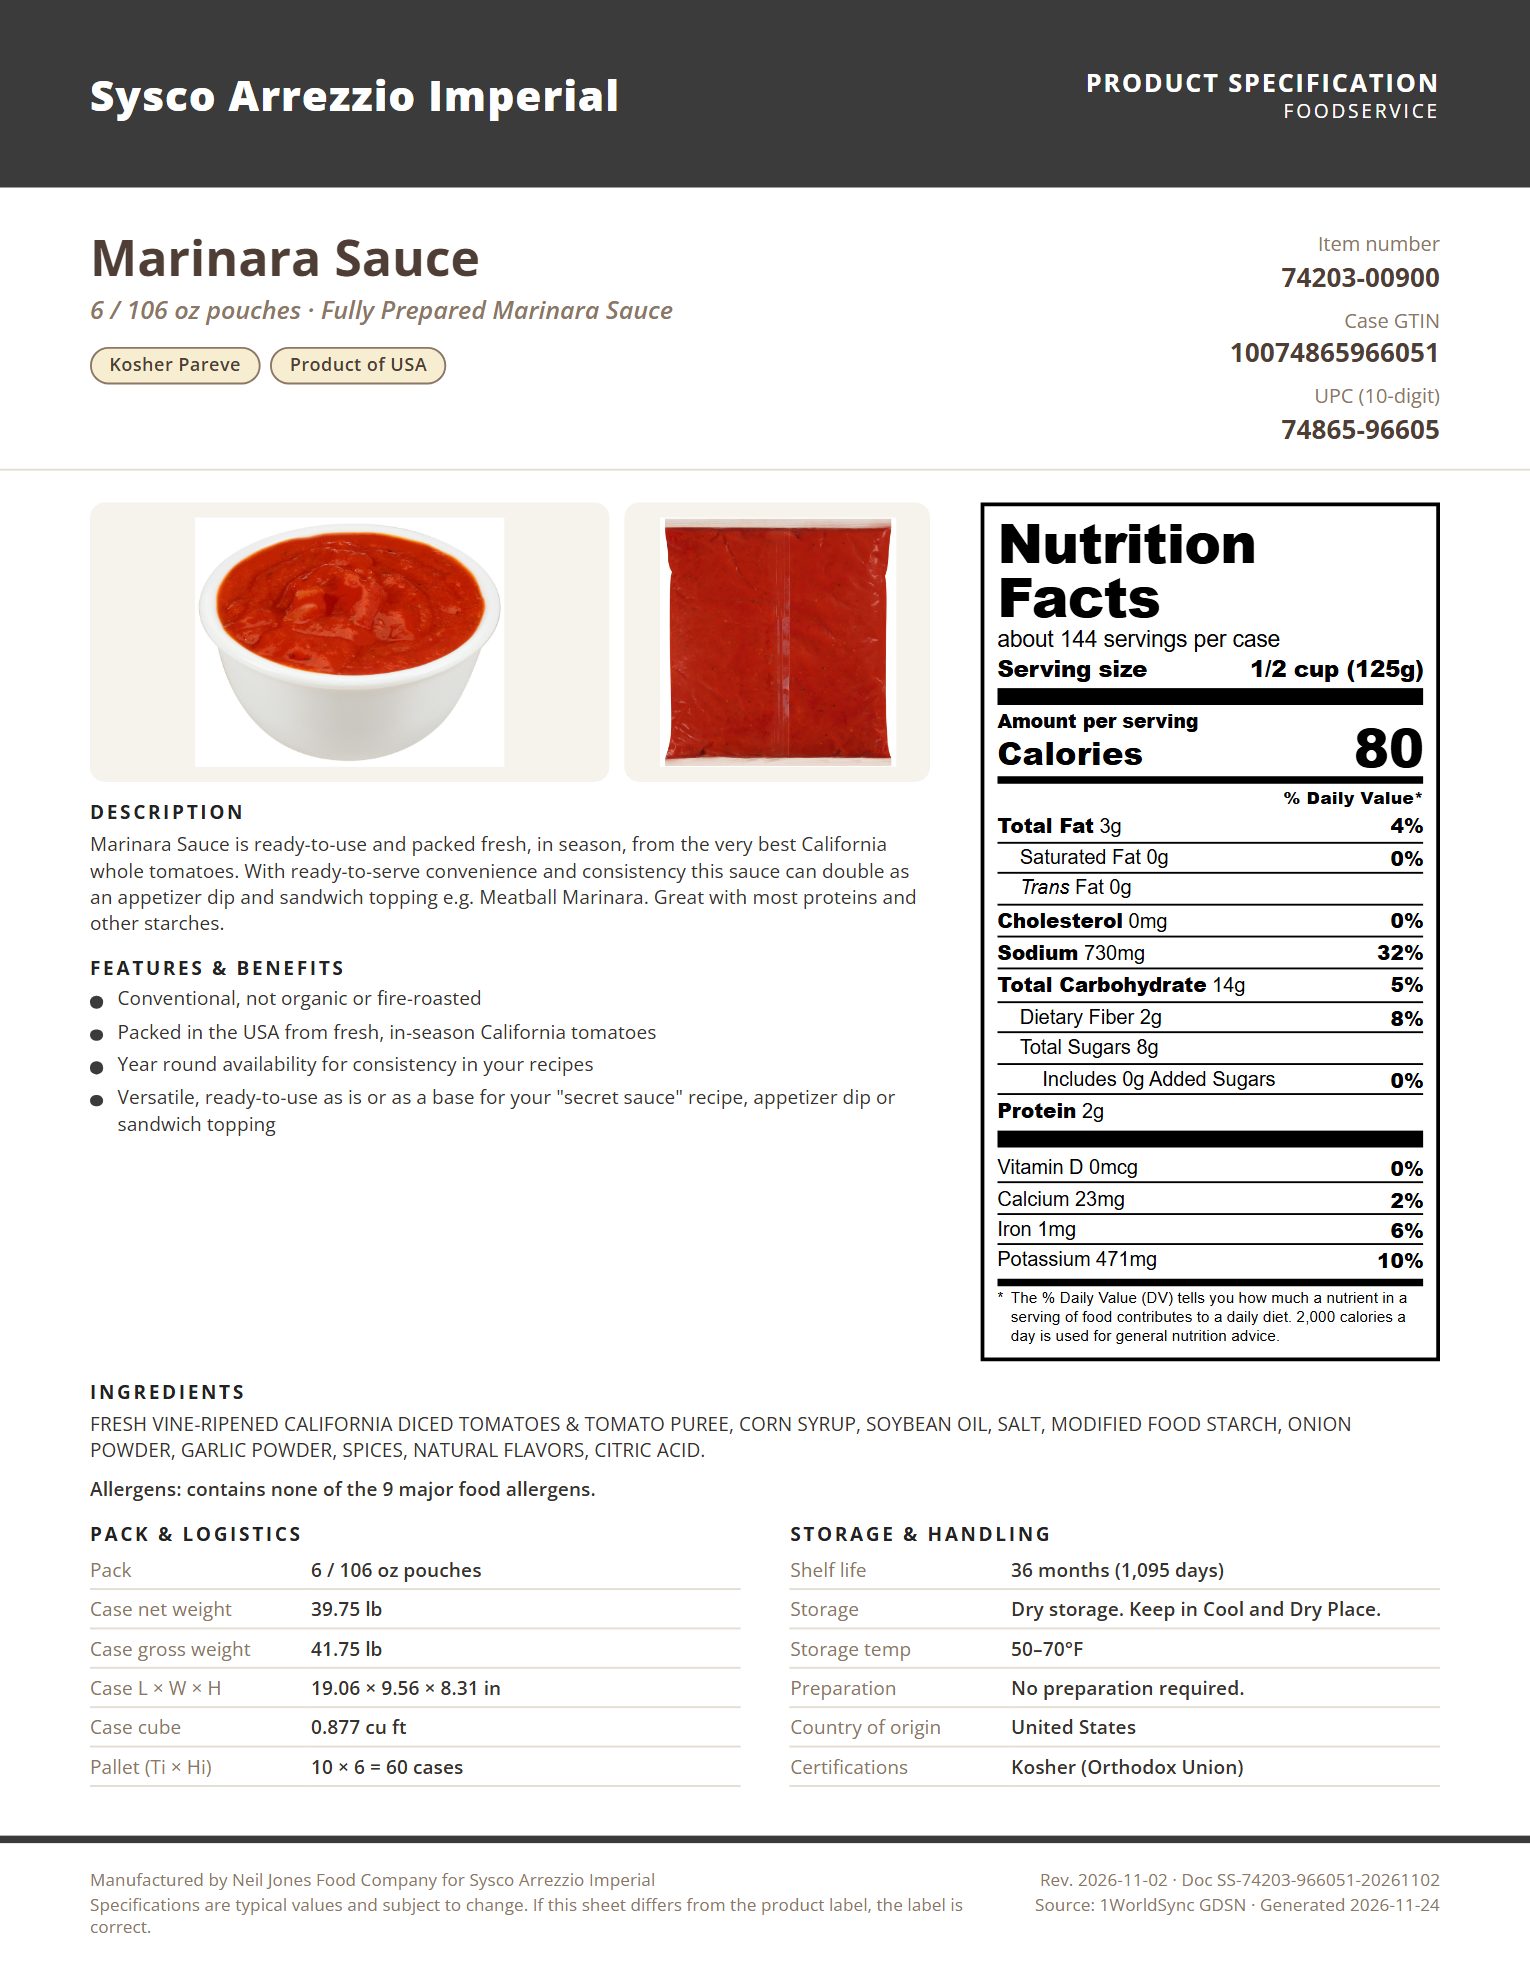 Sysco Arrezzio Imperial
PRODUCT SPECIFICATION
FOODSERVICE
Marinara Sauce
6 / 106 oz pouches · Fully Prepared Marinara Sauce
Kosher Pareve
Product of USA
Item number
74203-00900
Case GTIN
10074865966051
UPC (10-digit)
74865-96605
DESCRIPTION
Marinara Sauce is ready-to-use and packed fresh, in season, from the very best California
whole tomatoes. With ready-to-serve convenience and consistency this sauce can double as
an appetizer dip and sandwich topping e.g. Meatball Marinara. Great with most proteins and
other starches.
FEATURES & BENEFITS
● Conventional, not organic or fire-roasted
● Packed in the USA from fresh, in-season California tomatoes
● Year round availability for consistency in your recipes
● Versatile, ready-to-use as is or as a base for your "secret sauce" recipe, appetizer dip or
sandwich topping
Nutrition
Facts
about 144 servings per case
Serving size 1/2 cup (125g)
Amount per serving
Calories 80
% Daily Value*
Total Fat 3g 4%
Saturated Fat 0g 0%
Trans Fat 0g
Cholesterol 0mg 0%
Sodium 730mg 32%
Total Carbohydrate 14g 5%
Dietary Fiber 2g 8%
Total Sugars 8g
Includes 0g Added Sugars 0%
Protein 2g
Vitamin D 0mcg 0%
Calcium 23mg 2%
Iron 1mg 6%
Potassium 471mg 10%
* The % Daily Value (DV) tells you how much a nutrient in a
serving of food contributes to a daily diet. 2,000 calories a
day is used for general nutrition advice.
INGREDIENTS
FRESH VINE-RIPENED CALIFORNIA DICED TOMATOES & TOMATO PUREE, CORN SYRUP, SOYBEAN OIL, SALT, MODIFIED FOOD STARCH, ONION
POWDER, GARLIC POWDER, SPICES, NATURAL FLAVORS, CITRIC ACID.
Allergens: contains none of the 9 major food allergens.
PACK & LOGISTICS
Pack 6 / 106 oz pouches
Case net weight 39.75 lb
Case gross weight 41.75 lb
Case L × W × H 19.06 × 9.56 × 8.31 in
Case cube 0.877 cu ft
Pallet (Ti × Hi) 10 × 6 = 60 cases
STORAGE & HANDLING
Shelf life 36 months (1,095 days)
Storage Dry storage. Keep in Cool and Dry Place.
Storage temp 50–70°F
Preparation No preparation required.
Country of origin United States
Certifications Kosher (Orthodox Union)
Manufactured by Neil Jones Food Company for Sysco Arrezzio Imperial
Specifications are typical values and subject to change. If this sheet differs from the product label, the label is
correct.
Rev. 2026-11-02 · Doc SS-74203-966051-20261102
Source: 1WorldSync GDSN · Generated 2026-11-24